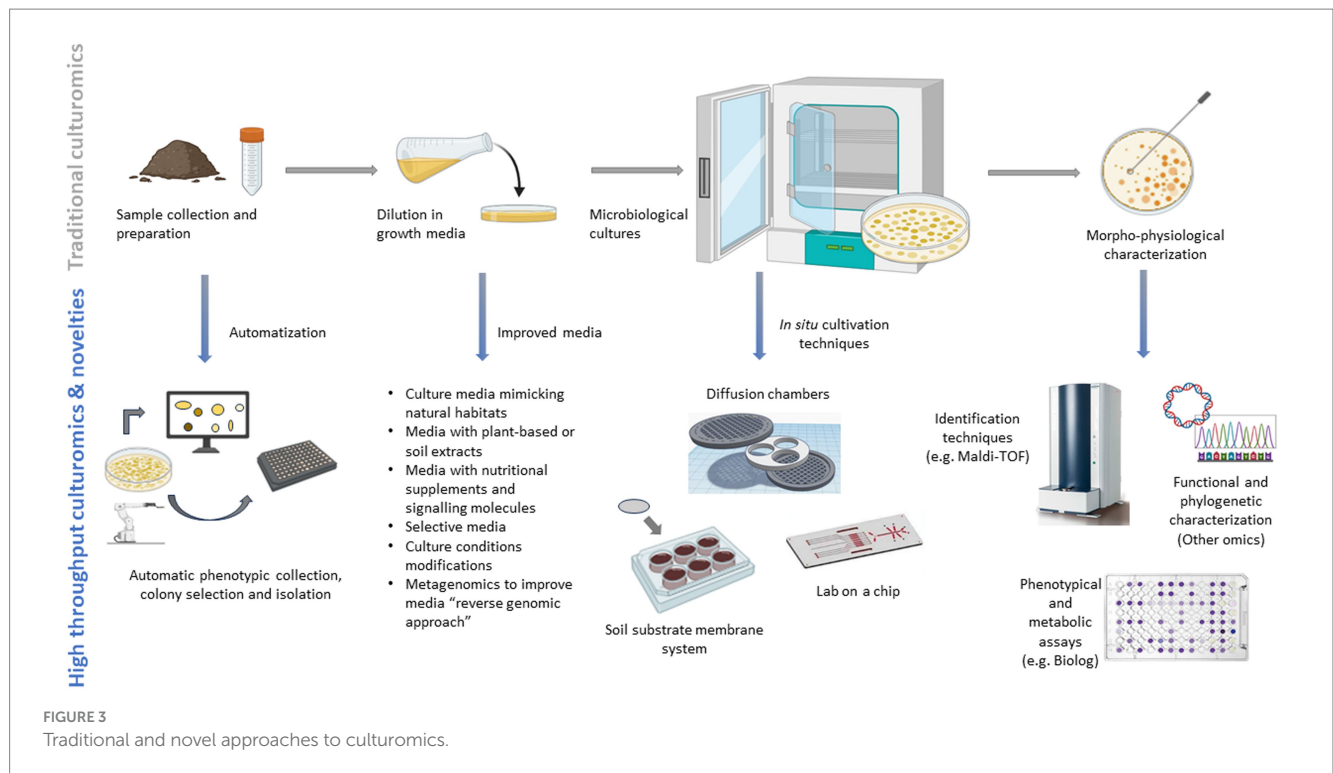 Traditional culturomics
High throughput culturomics & novelties
Sample collection and
preparation
Dilution in
growth media
Microbiological
cultures
Morpho-physiological
characterization
Automatization
Improved media
In situ cultivation
techniques
Automatic phenotypic collection,
colony selection and isolation
• Culture media mimicking
natural habitats
• Media with plant-based or
soil extracts
• Media with nutritional
supplements and
signalling molecules
• Selective media
• Culture conditions
modifications
• Metagenomics to improve
media “reverse genomic
approach”
Diffusion chambers
Soil substrate membrane
system
Lab on a chip
Identification
techniques
(e.g. Maldi-TOF)
Functional and
phylogenetic
characterization
(Other omics)
Phenotypical
and
metabolic
assays
(e.g. Biolog)
FIGURE 3
Traditional and novel approaches to culturomics.